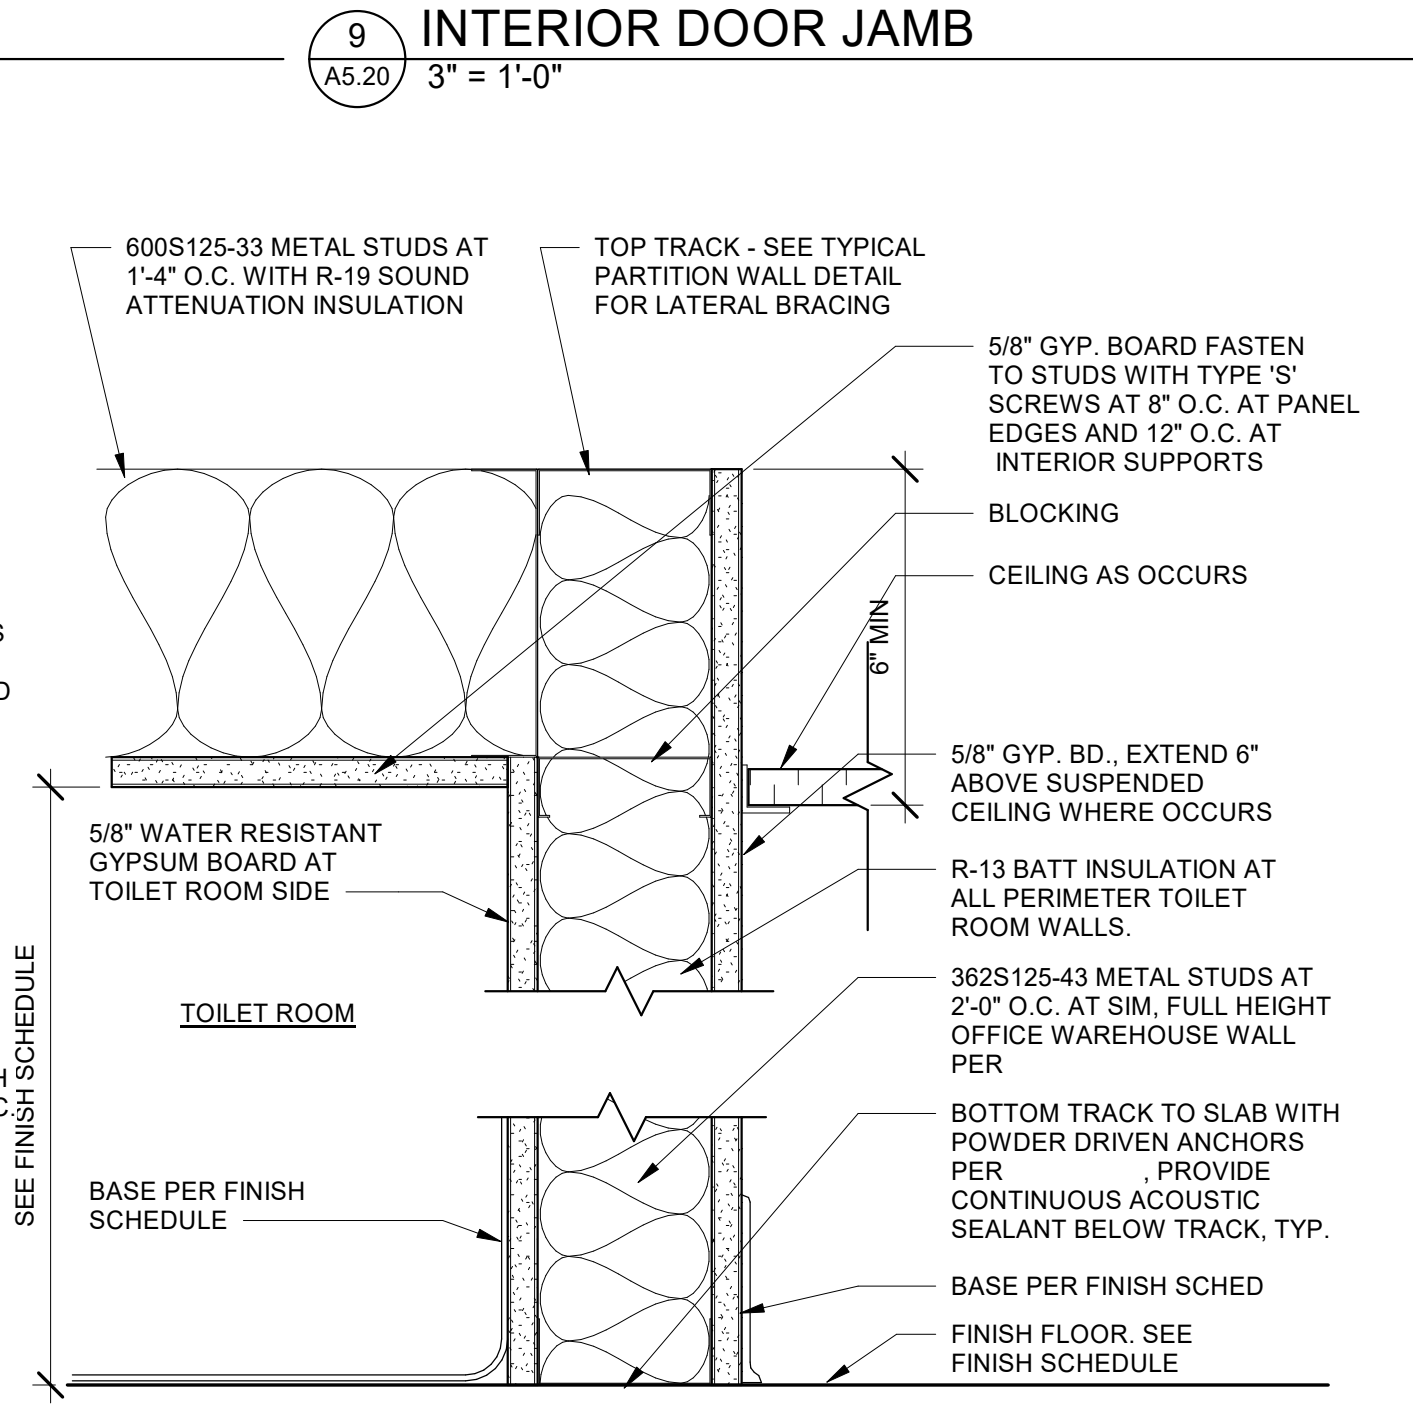 9
A5.20
INTERIOR DOOR JAMB
3" = 1'-0"
600S125-33 METAL STUDS AT
1'-4" O.C. WITH R-19 SOUND
ATTENUATION INSULATION
TOP TRACK - SEE TYPICAL
PARTITION WALL DETAIL
FOR LATERAL BRACING
5/8" GYP. BOARD FASTEN
TO STUDS WITH TYPE 'S'
SCREWS AT 8" O.C. AT PANEL
EDGES AND 12" O.C. AT
INTERIOR SUPPORTS
BLOCKING
CEILING AS OCCURS
6" MIN
5/8" GYP. BD., EXTEND 6"
ABOVE SUSPENDED
CEILING WHERE OCCURS
5/8" WATER RESISTANT
GYPSUM BOARD AT
TOILET ROOM SIDE
R-13 BATT INSULATION AT
ALL PERIMETER TOILET
ROOM WALLS.
SEE FINISH SCHEDULE
TOILET ROOM
362S125-43 METAL STUDS AT
2'-0" O.C. AT SIM, FULL HEIGHT
OFFICE WAREHOUSE WALL
PER
BOTTOM TRACK TO SLAB WITH
POWDER DRIVEN ANCHORS
PER , PROVIDE
CONTINUOUS ACOUSTIC
SEALANT BELOW TRACK, TYP.
BASE PER FINISH
SCHEDULE
BASE PER FINISH SCHED
FINISH FLOOR. SEE
FINISH SCHEDULE